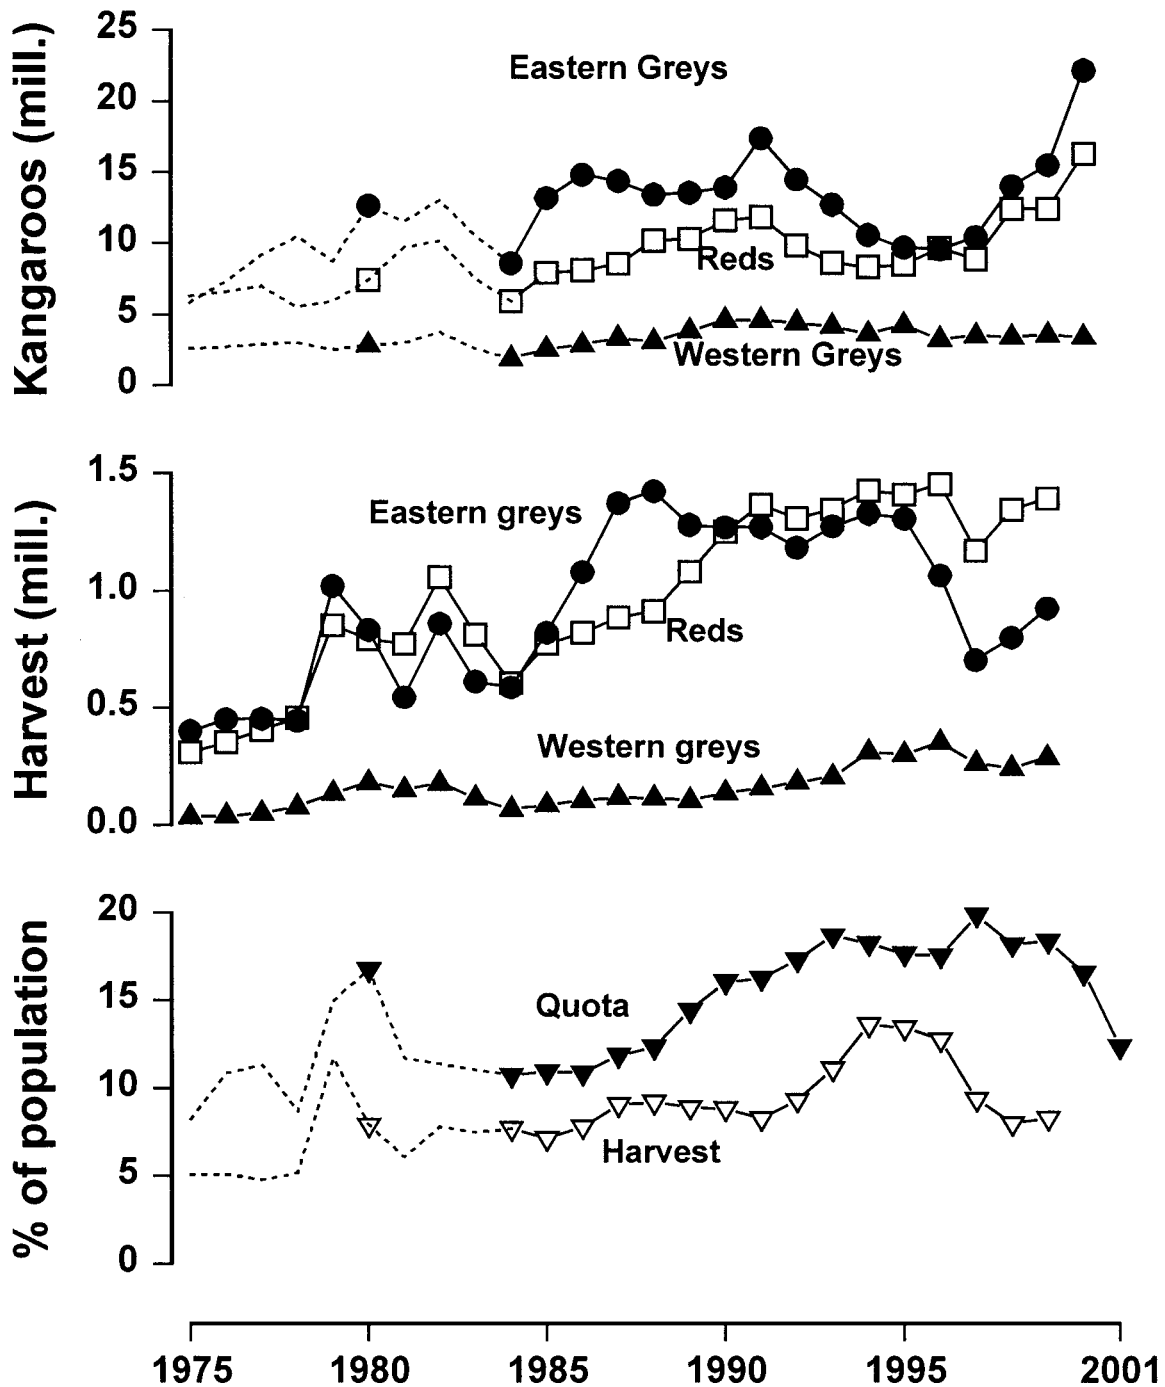 Kangaroos (mill.)
25
20
15
10
5
0
Eastern Greys
Reds
Western Greys
Harvest (mill.)
1.5
1.0
0.5
0.0
Eastern greys
Reds
Western greys
% of population
20
15
10
5
0
Quota
Harvest
1975 1980 1985 1990 1995 2001